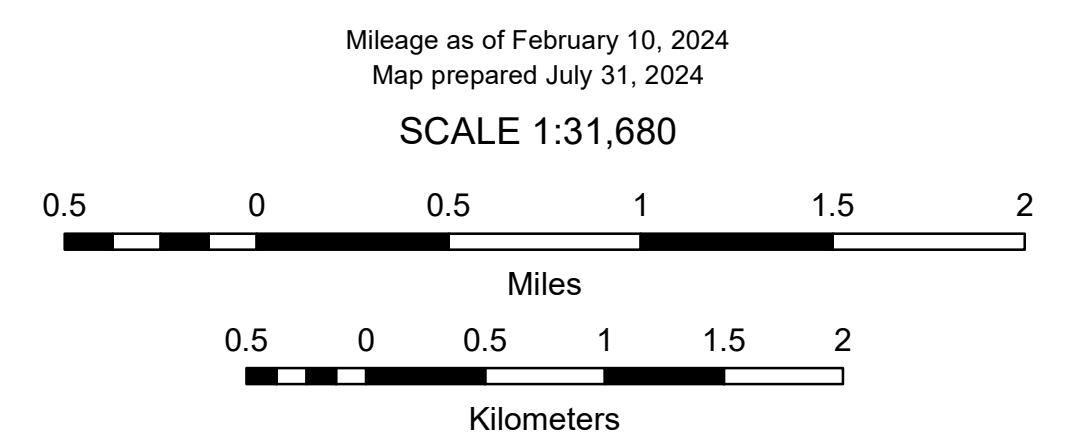 Mileage as of February 10, 2024
Map prepared July 31, 2024
SCALE 1:31,680
0.5 0 0.5 1 1.5 2
Miles
0.5 0 0.5 1 1.5 2
Kilometers